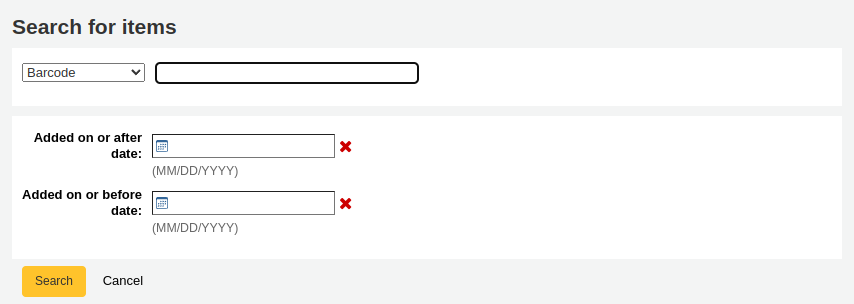 Search for items
Barcode
Added on or after
date:
(MM/DD/YYYY)
Added on or before
date:
(MM/DD/YYYY)
Search Cancel